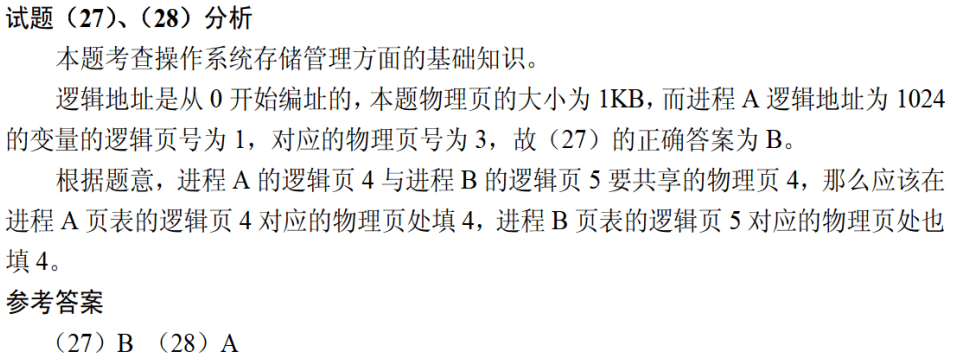 试题（27）、（28）分析
本题考查操作系统存储管理方面的基础知识。
逻辑地址是从 0 开始编址的，本题物理页的大小为 1KB，而进程 A 逻辑地址为 1024
的变量的逻辑页号为 1，对应的物理页号为 3，故（27）的正确答案为 B。
根据题意，进程 A 的逻辑页 4 与进程 B 的逻辑页 5 要共享的物理页 4，那么应该在
进程 A 页表的逻辑页 4 对应的物理页处填 4，进程 B 页表的逻辑页 5 对应的物理页处也
填 4。
参考答案
（27）B （28）A